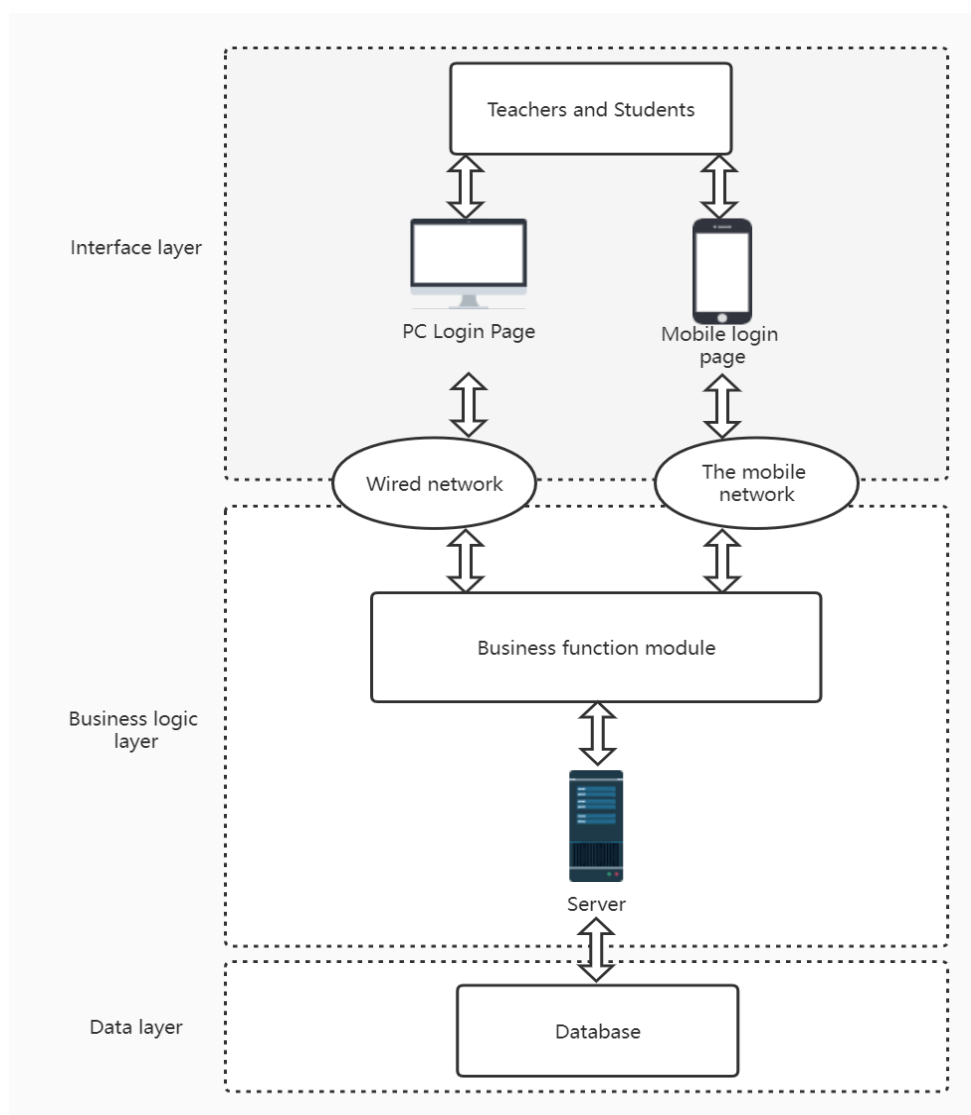 Teachers and Students
Interface layer
PC Login Page
Mobile login
page
Wired network
The mobile
network
Business function module
Business logic
layer
Server
Data layer
Database